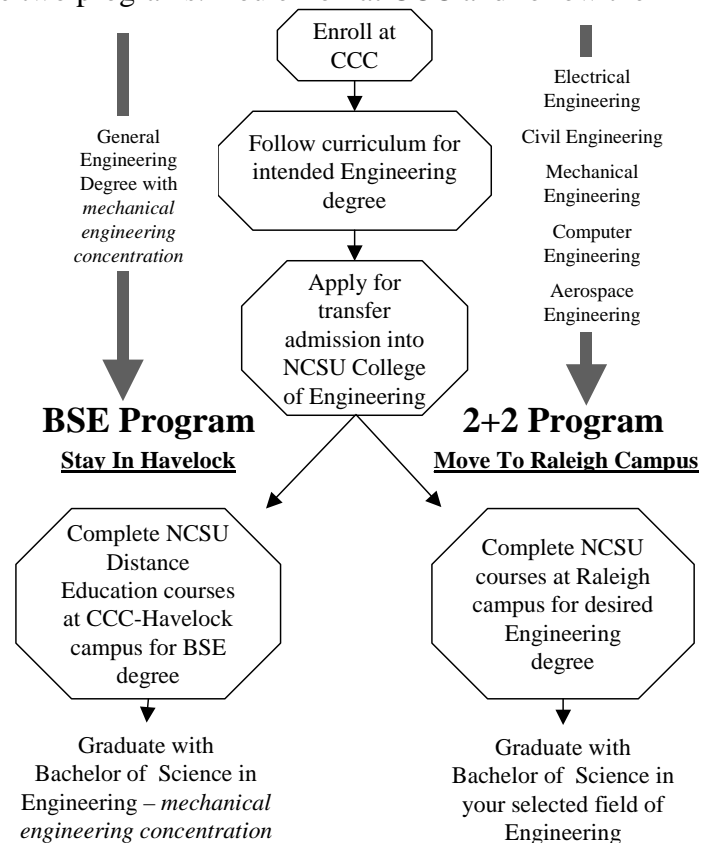 Enroll at
CCC
Follow curriculum for
intended Engineering
degree
Apply for
transfer
admission into
NCSU College
of Engineering
General
Engineering
Degree with
mechanical
engineering
concentration
Electrical
Engineering
Civil Engineering
Mechanical
Engineering
Computer
Engineering
Aerospace
Engineering
BSE Program
Stay In Havelock
2+2 Program
Move To Raleigh Campus
Complete NCSU
Distance
Education courses
at CCC-Havelock
campus for BSE
degree
Complete NCSU
courses at Raleigh
campus for desired
Engineering
degree
Graduate with
Bachelor of Science in
Engineering – mechanical
engineering concentration
Graduate with
Bachelor of Science in
your selected field of
Engineering